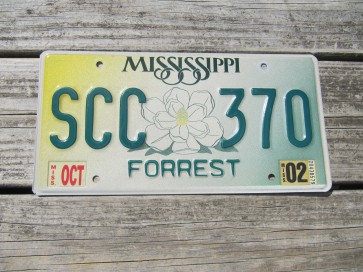 MISSISSIPPI
SCC 370
MISS. OCT 02
FORREST